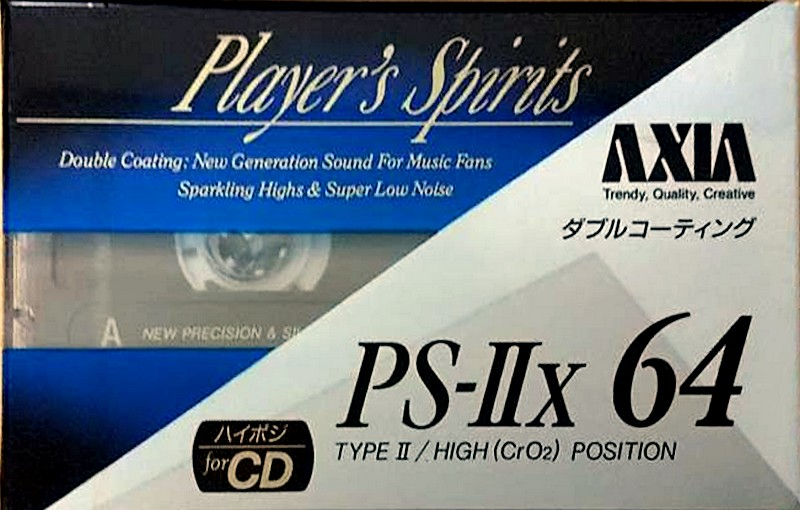 Player's Spirits
Double Coating: New Generation Sound For Music Fans
Sparkling Highs & Super Low Noise
AXIA
Trendy, Quality, Creative
ダブルコーティング
A NEW PRECISION &
PS-IIx 64
TYPE II / HIGH (CrO₂) POSITION
ハイポジ
for CD